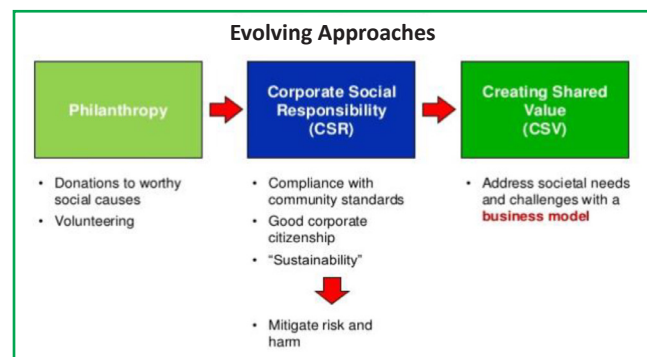 Evolving Approaches
Philanthropy
• Donations to worthy
social causes
• Volunteering
Corporate Social
Responsibility
(CSR)
• Compliance with
community standards
• Good corporate
citizenship
• “Sustainability”
• Mitigate risk and
harm
Creating Shared
Value
(CSV)
• Address societal needs
and challenges with a
business model